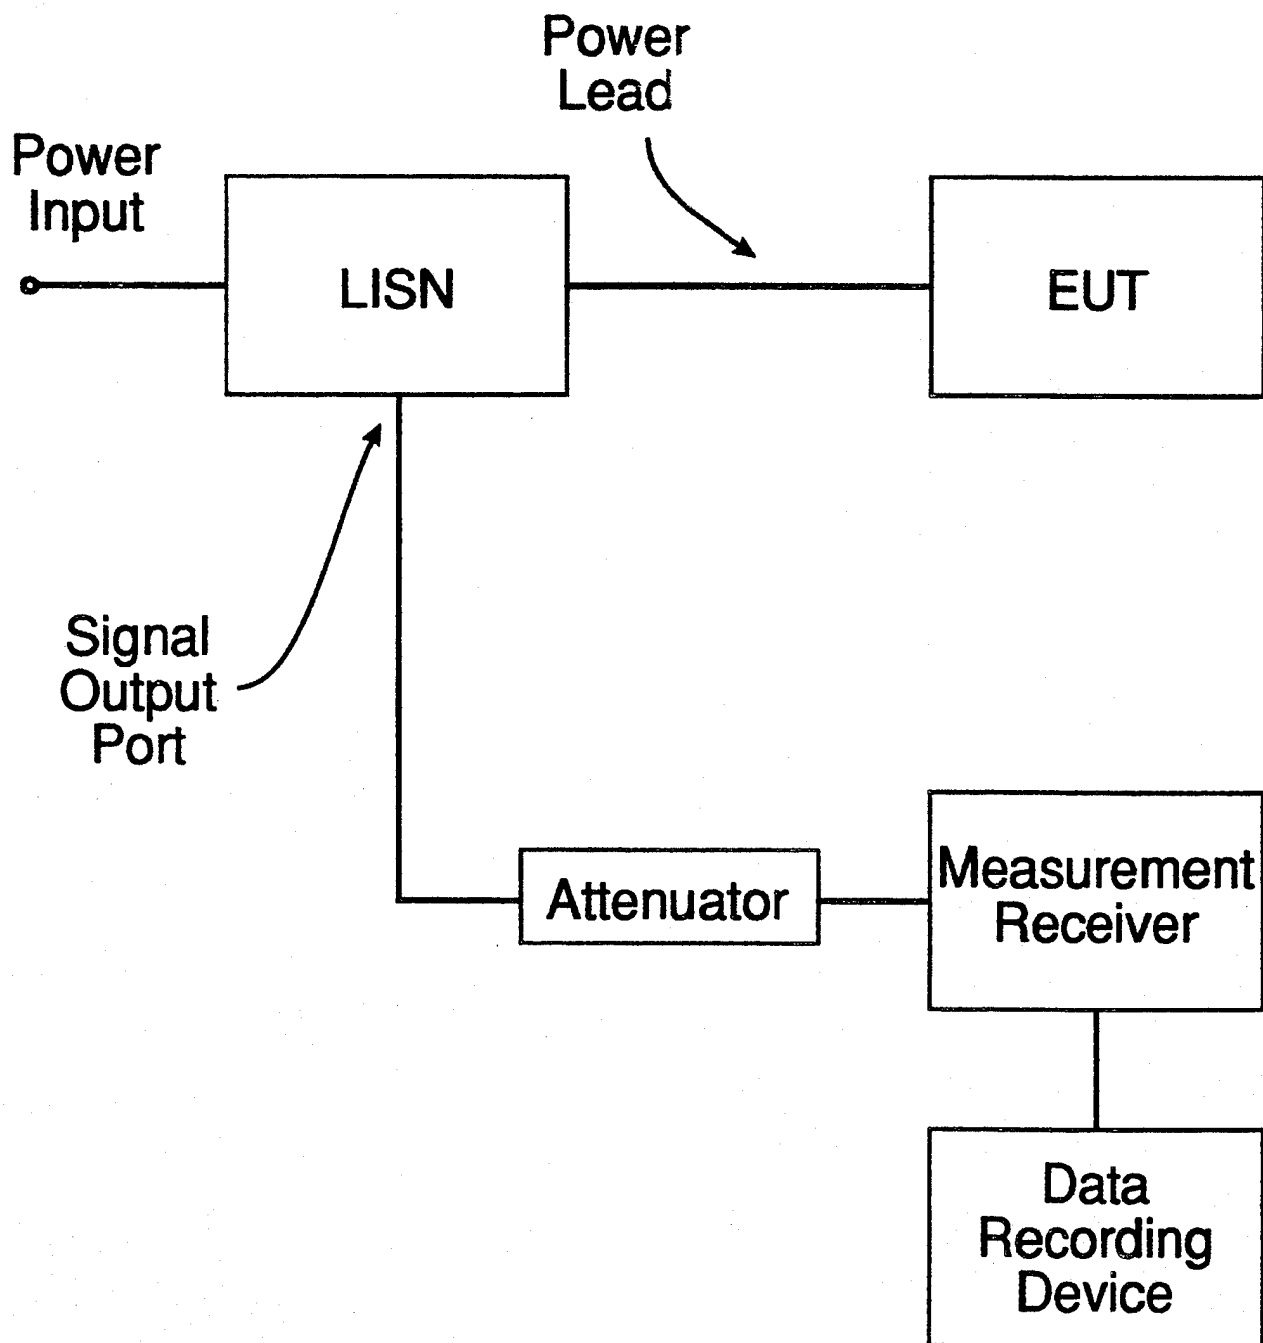 Power
Lead
Power
Input
LISN
EUT
Signal
Output
Port
Attenuator
Measurement
Receiver
Data
Recording
Device